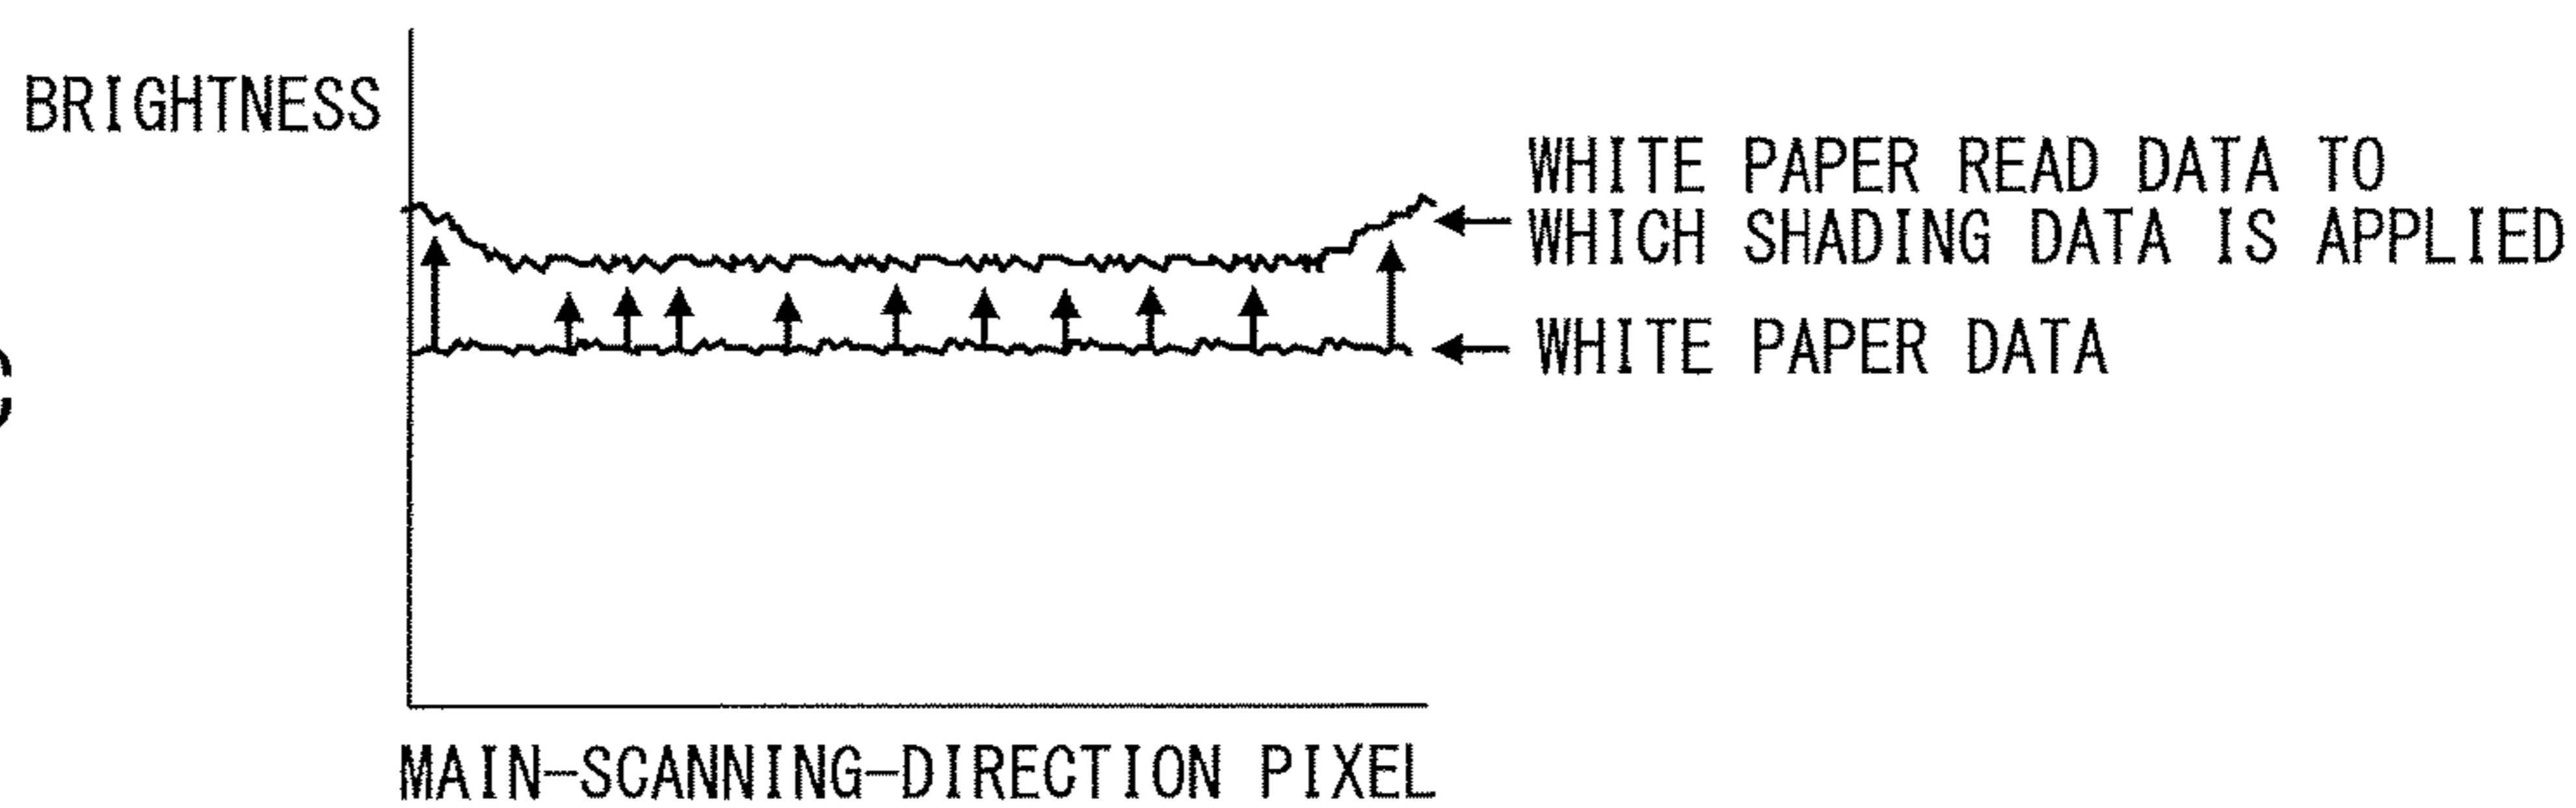 BRIGHTNESS
WHITE PAPER READ DATA TO
WHICH SHADING DATA IS APPLIED
WHITE PAPER DATA
MAIN-SCANNING-DIRECTION PIXEL